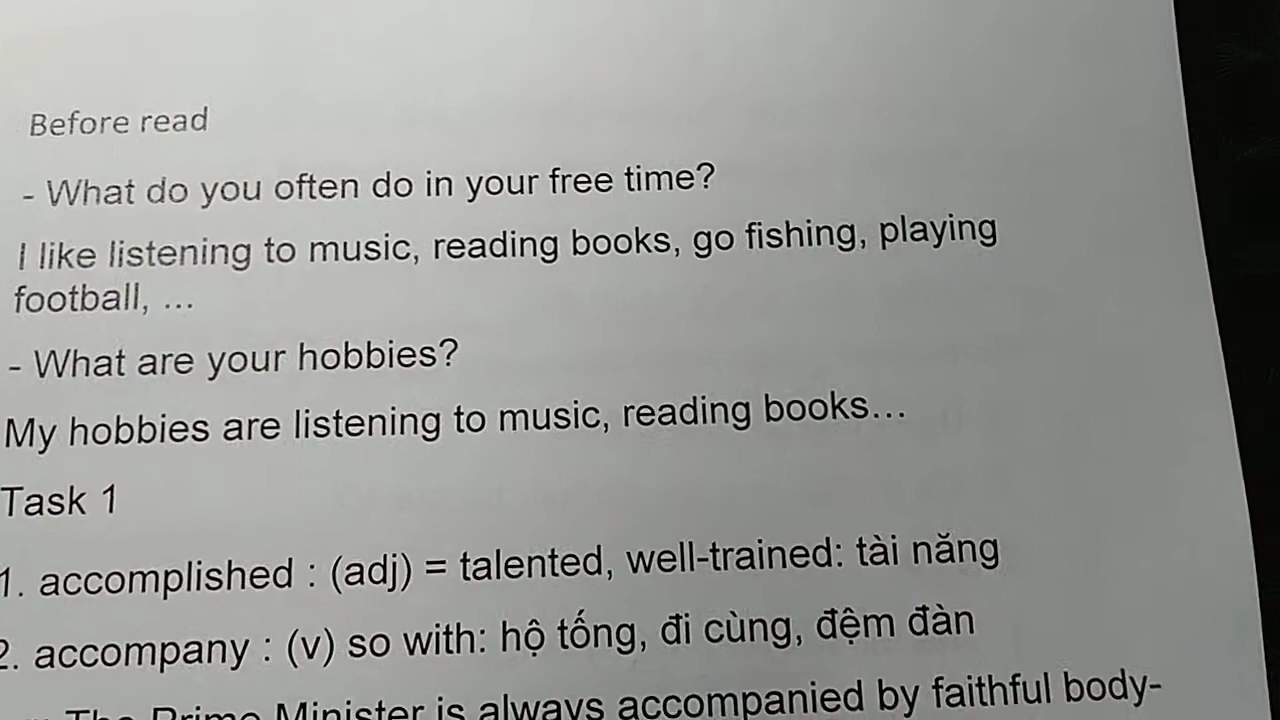 Before read
- What do you often do in your free time?
I like listening to music, reading books, go fishing, playing
football, ...
- What are your hobbies?
My hobbies are listening to music, reading books...
Task 1
1. accomplished : (adj) = talented, well-trained: tài năng
2. accompany : (v) so with: hộ tống, đi cùng, đệm đàn
The Prime Minister is always accompanied by faithful body-